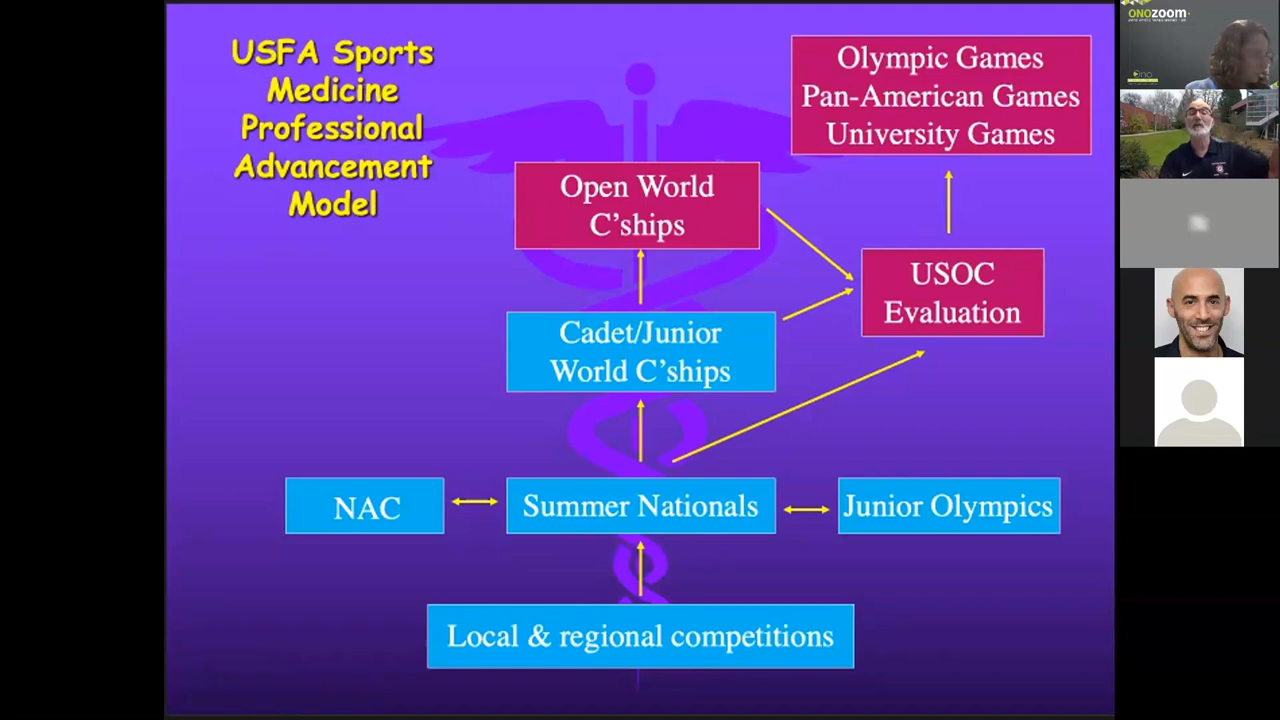 USFA Sports
Medicine
Professional
Advancement
Model
Olympic Games
Pan-American Games
University Games
Open World
C'ships
USOC
Evaluation
Cadet/Junior
World C'ships
NAC
Summer Nationals
Junior Olympics
Local & regional competitions
ONOZOOM
ono